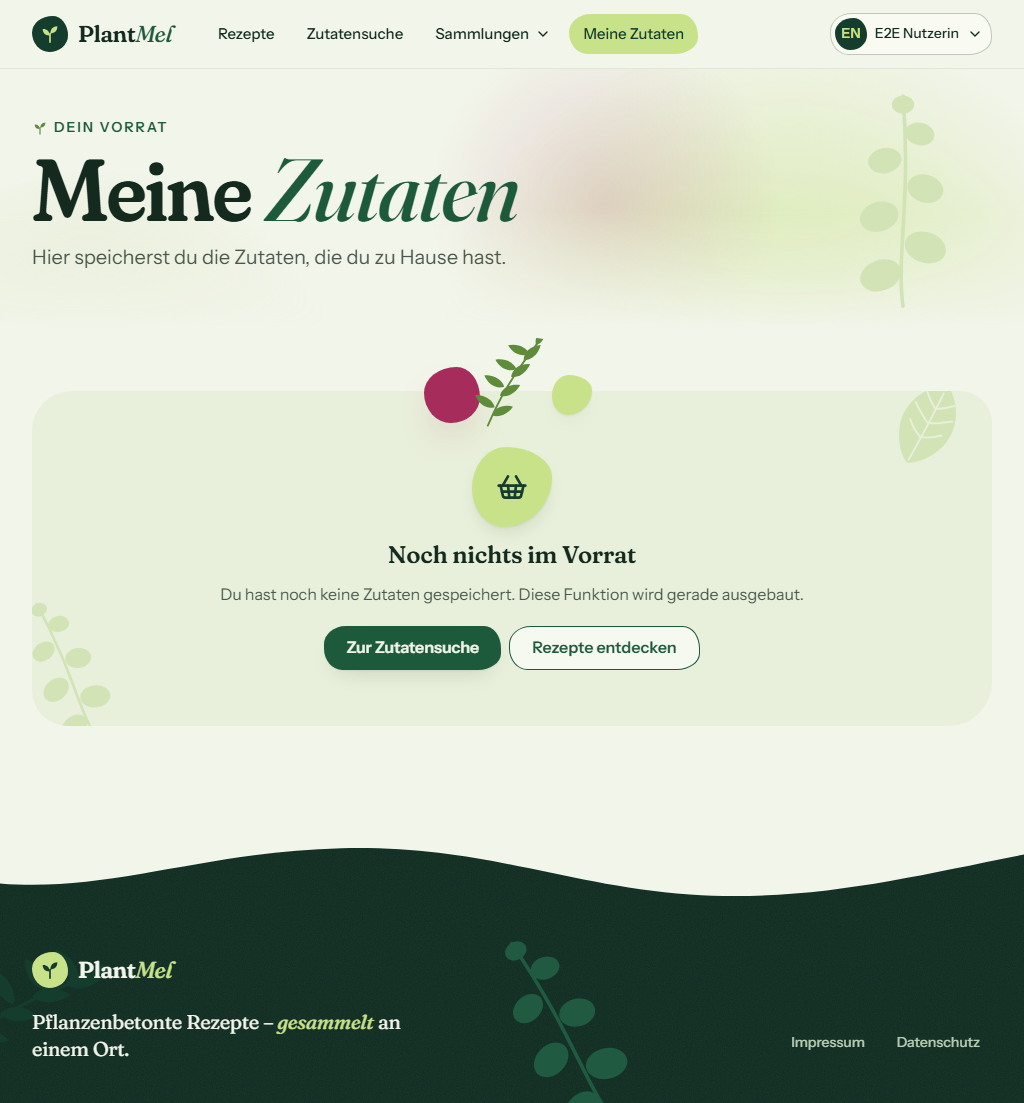 PlantMel
Rezepte
Zutatensuche
Sammlungen
Meine Zutaten
EN
E2E Nutzerin
DEIN VORRAT
Meine Zutaten
Hier speicherst du die Zutaten, die du zu Hause hast.
Noch nichts im Vorrat
Du hast noch keine Zutaten gespeichert. Diese Funktion wird gerade ausgebaut.
Zur Zutatensuche
Rezepte entdecken
PlantMel
Pflanzenbetonte Rezepte – gesammelt an
einem Ort.
Impressum
Datenschutz